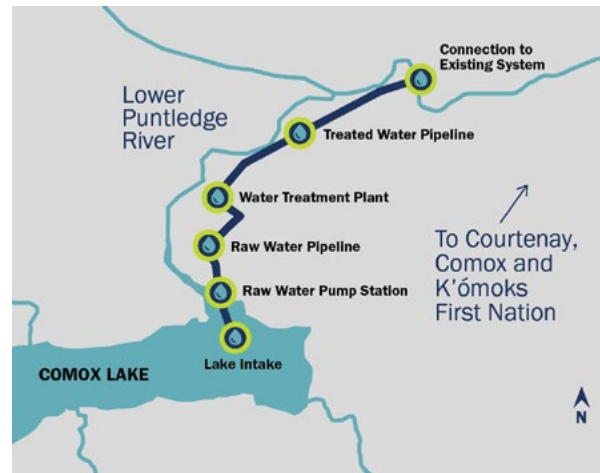 Connection to
Existing System
Lower
Puntledge
River
Treated Water Pipeline
Water Treatment Plant
Raw Water Pipeline
To Courtenay,
Comox and
K'ómoks
First Nation
Raw Water Pump Station
Lake Intake
COMOX LAKE
N